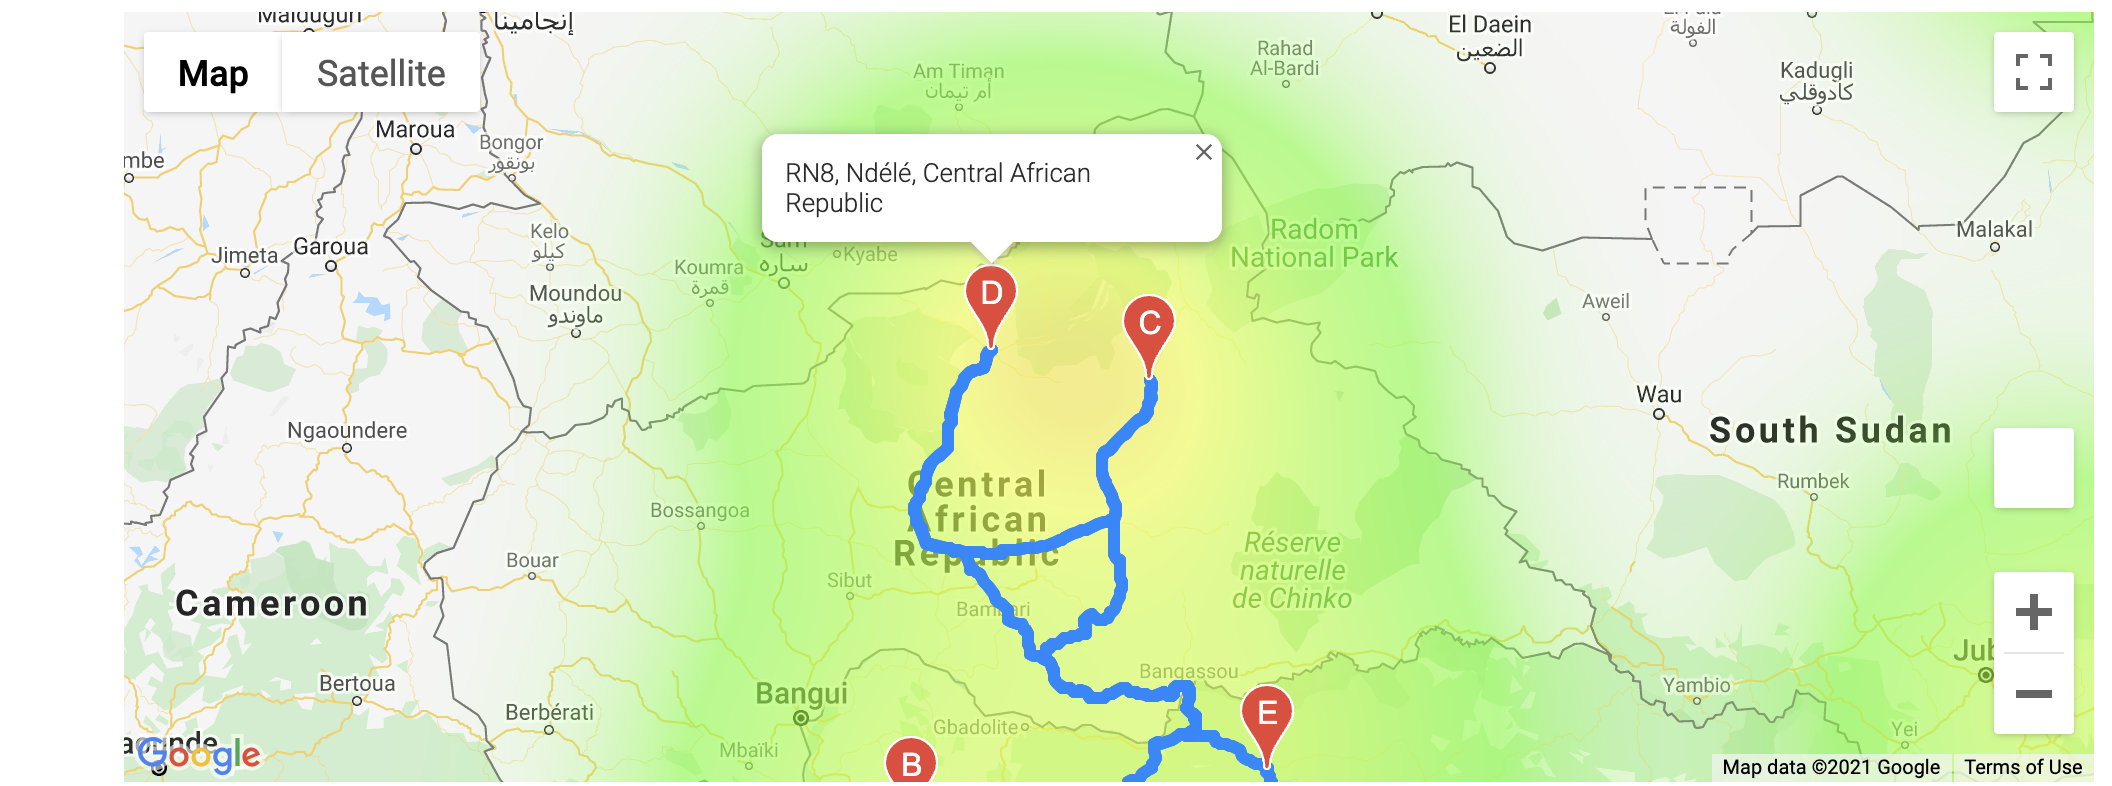 Maiduguri
إنجامينا
El Daein
الضعين
الفولة
Map
Satellite
Rahad
Al-Bardi
Am Timan
أم تيمان
Kadugli
كادوقلي
Maroua
Bongor
بونقور
mbe
RN8, Ndélé, Central African
Republic
Radom
National Park
Malakal
Kelo
كيلو
Garoua
Jimeta
Koumra
قمرة
Sarh
ساره
Kyabe
Moundou
ماوندو
Aweil
D
C
Wau
South Sudan
Ngaoundere
Central
African
Republic
Rumbek
Bossangoa
Réserve
naturelle
de Chinko
Bouar
Sibut
Bambari
Cameroon
Bangassou
Jub
Bertoua
Bangui
Yambio
Berbérati
Gbadolite
E
Yei
aounde
Google
Mbaïki
B
Map data ©2021 Google
Terms of Use